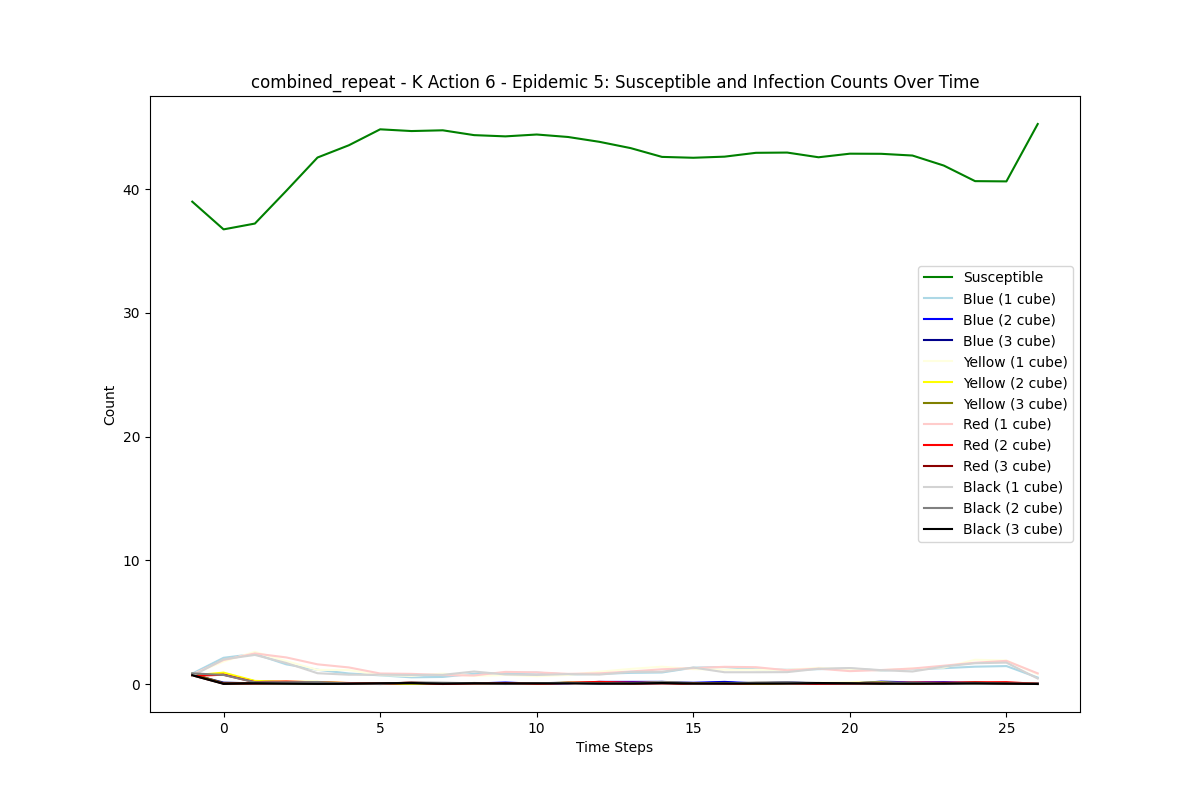 combined_repeat - K Action 6 - Epidemic 5: Susceptible and Infection Counts Over Time
Count
40
30
20
10
0
Susceptible
Blue (1 cube)
Blue (2 cube)
Blue (3 cube)
Yellow (1 cube)
Yellow (2 cube)
Yellow (3 cube)
Red (1 cube)
Red (2 cube)
Red (3 cube)
Black (1 cube)
Black (2 cube)
Black (3 cube)
0 5 10 15 20 25
Time Steps